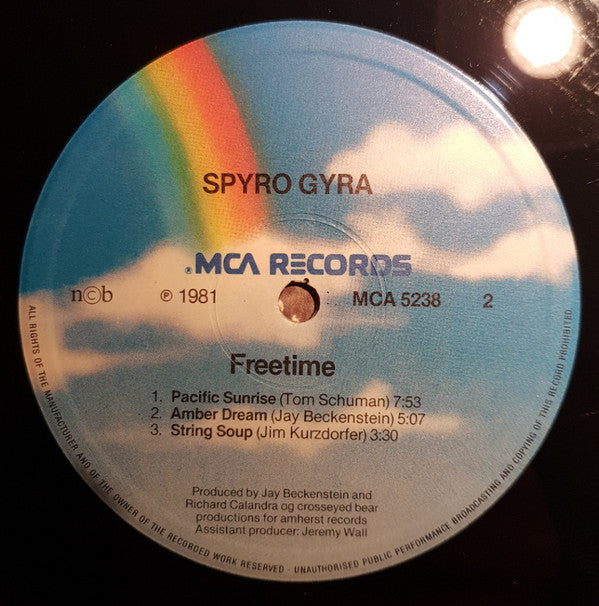 SPYRO GYRA
® MCA RECORDS
n©b ℗ 1981 MCA 5238 2
Freetime
1. Pacific Sunrise (Tom Schuman) 7:53
2. Amber Dream (Jay Beckenstein) 5:07
3. String Soup (Jim Kurzdorfer) 3:30
Produced by Jay Beckenstein and
Richard Calandra og crosseyed bear
productions for amherst records
Assistant producer: Jeremy Wall
ALL RIGHTS OF THE MANUFACTURER AND OF THE OWNER OF THE RECORDED WORK RESERVED - UNAUTHORISED PUBLIC PERFORMANCE BROADCASTING AND COPYING OF THIS RECORD PROHIBITED